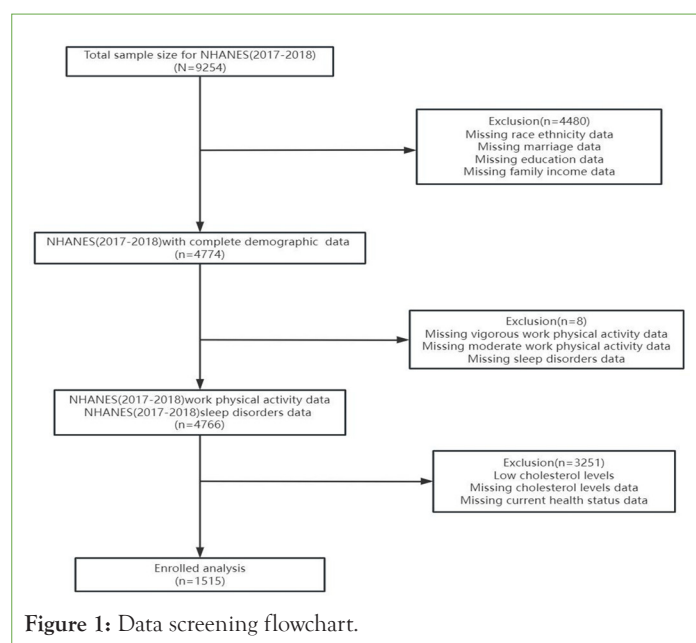 Total sample size for NHANES(2017-2018)
(N=9254)
Exclusion(n=4480)
Missing race ethnicity data
Missing marriage data
Missing education data
Missing family income data
NHANES(2017-2018)with complete demographic data
(n=4774)
Exclusion(n=8)
Missing vigorous work physical activity data
Missing moderate work physical activity data
Missing sleep disorders data
NHANES(2017-2018)work physical activity data
NHANES(2017-2018)sleep disorders data
(n=4766)
Exclusion(n=3251)
Low cholesterol levels
Missing cholesterol levels data
Missing current health status data
Enrolled analysis
(n=1515)
Figure 1: Data screening flowchart.